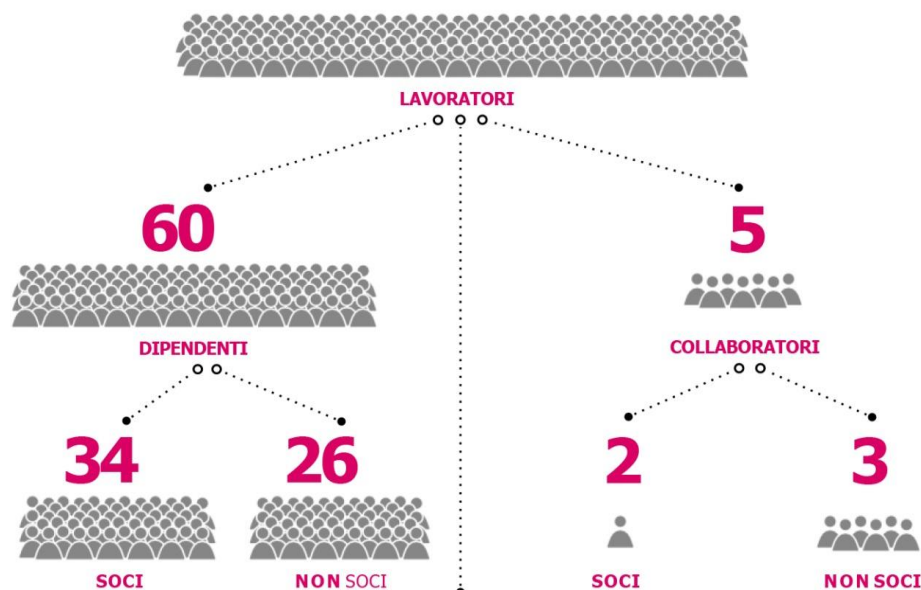 LAVORATORI
60
5
DIPENDENTI
COLLABORATORI
34
26
2
3
SOCI
NON SOCI
SOCI
NON SOCI